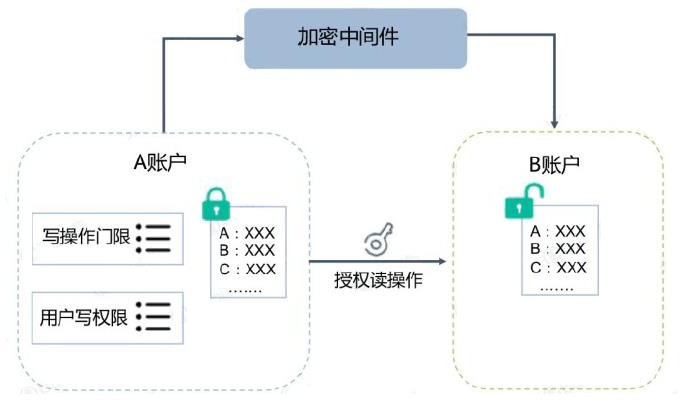 加密中间件
A账户
写操作门限
用户写权限
A：XXX
B：XXX
C：XXX
.......
授权读操作
B账户
A：XXX
B：XXX
C：XXX
.......